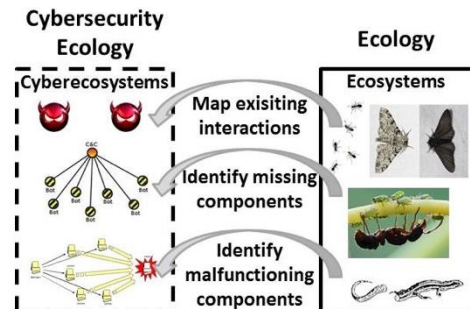 Cybersecurity
Ecology
Ecology
Cyberecosystems
Ecosystems
Map exisiting
interactions
C&C
Bot
Bot
Bot
Bot
Bot
Bot
Bot
Identify missing
components
Identify
malfunctioning
components